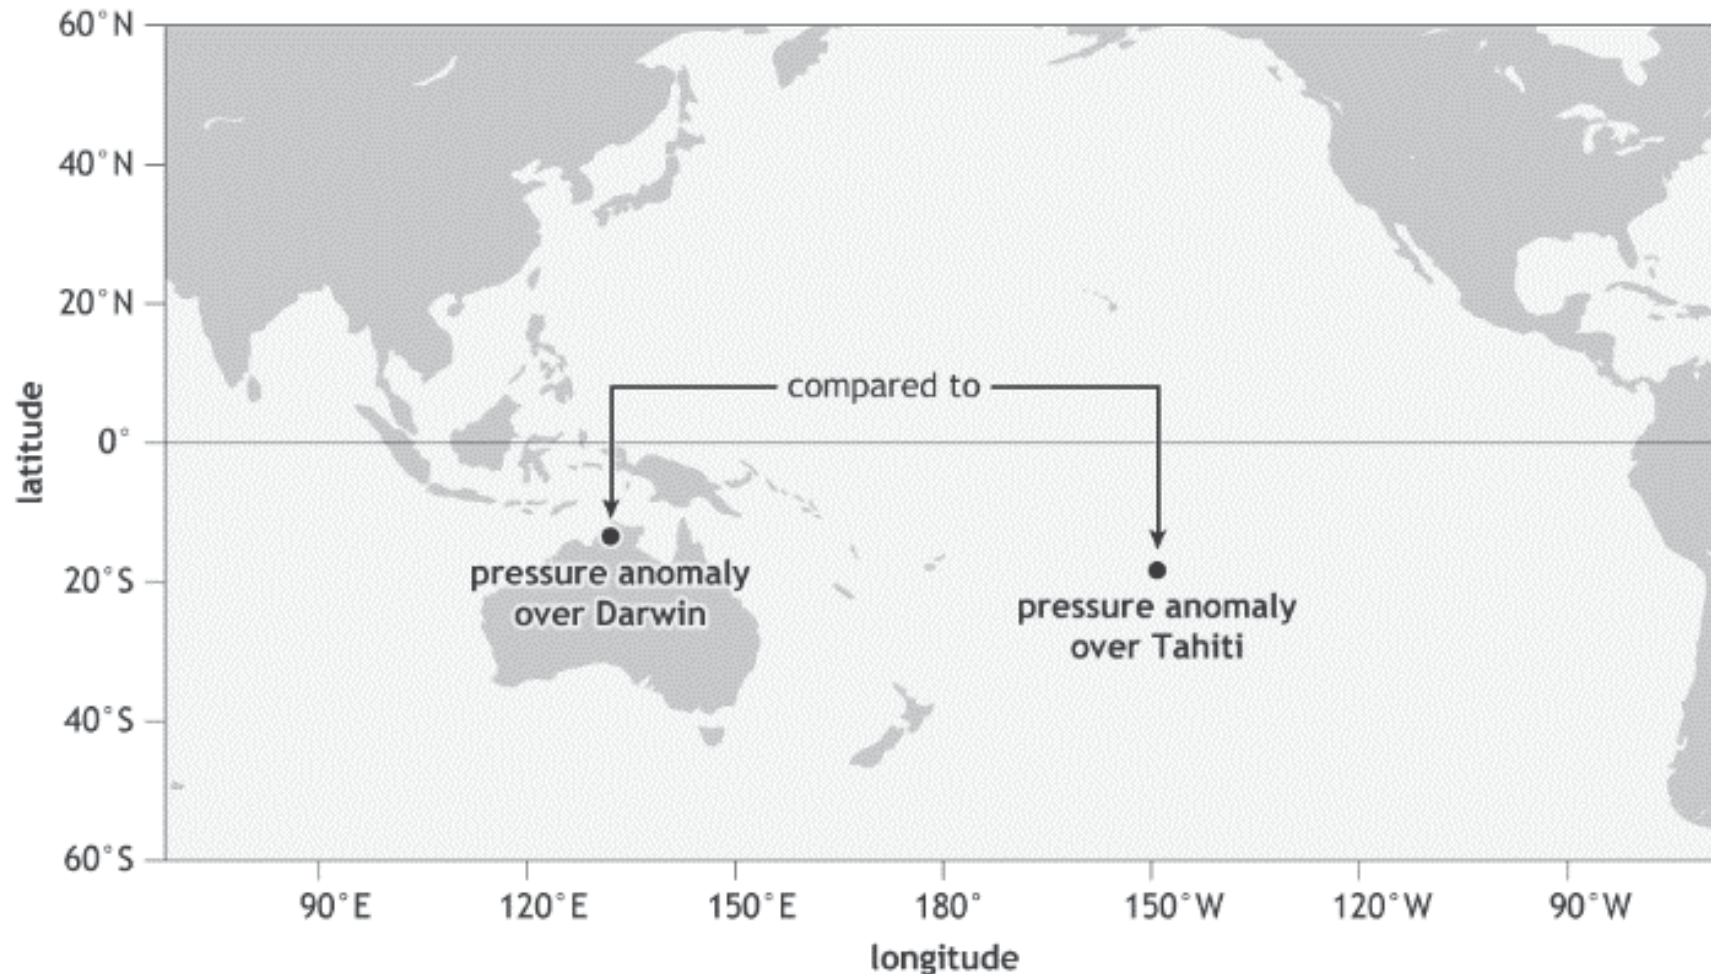 60°N
40°N
20°N
0°
20°S
40°S
60°S
latitude
compared to
pressure anomaly
over Darwin
pressure anomaly
over Tahiti
90°E
120°E
150°E
180°
150°W
120°W
90°W
longitude